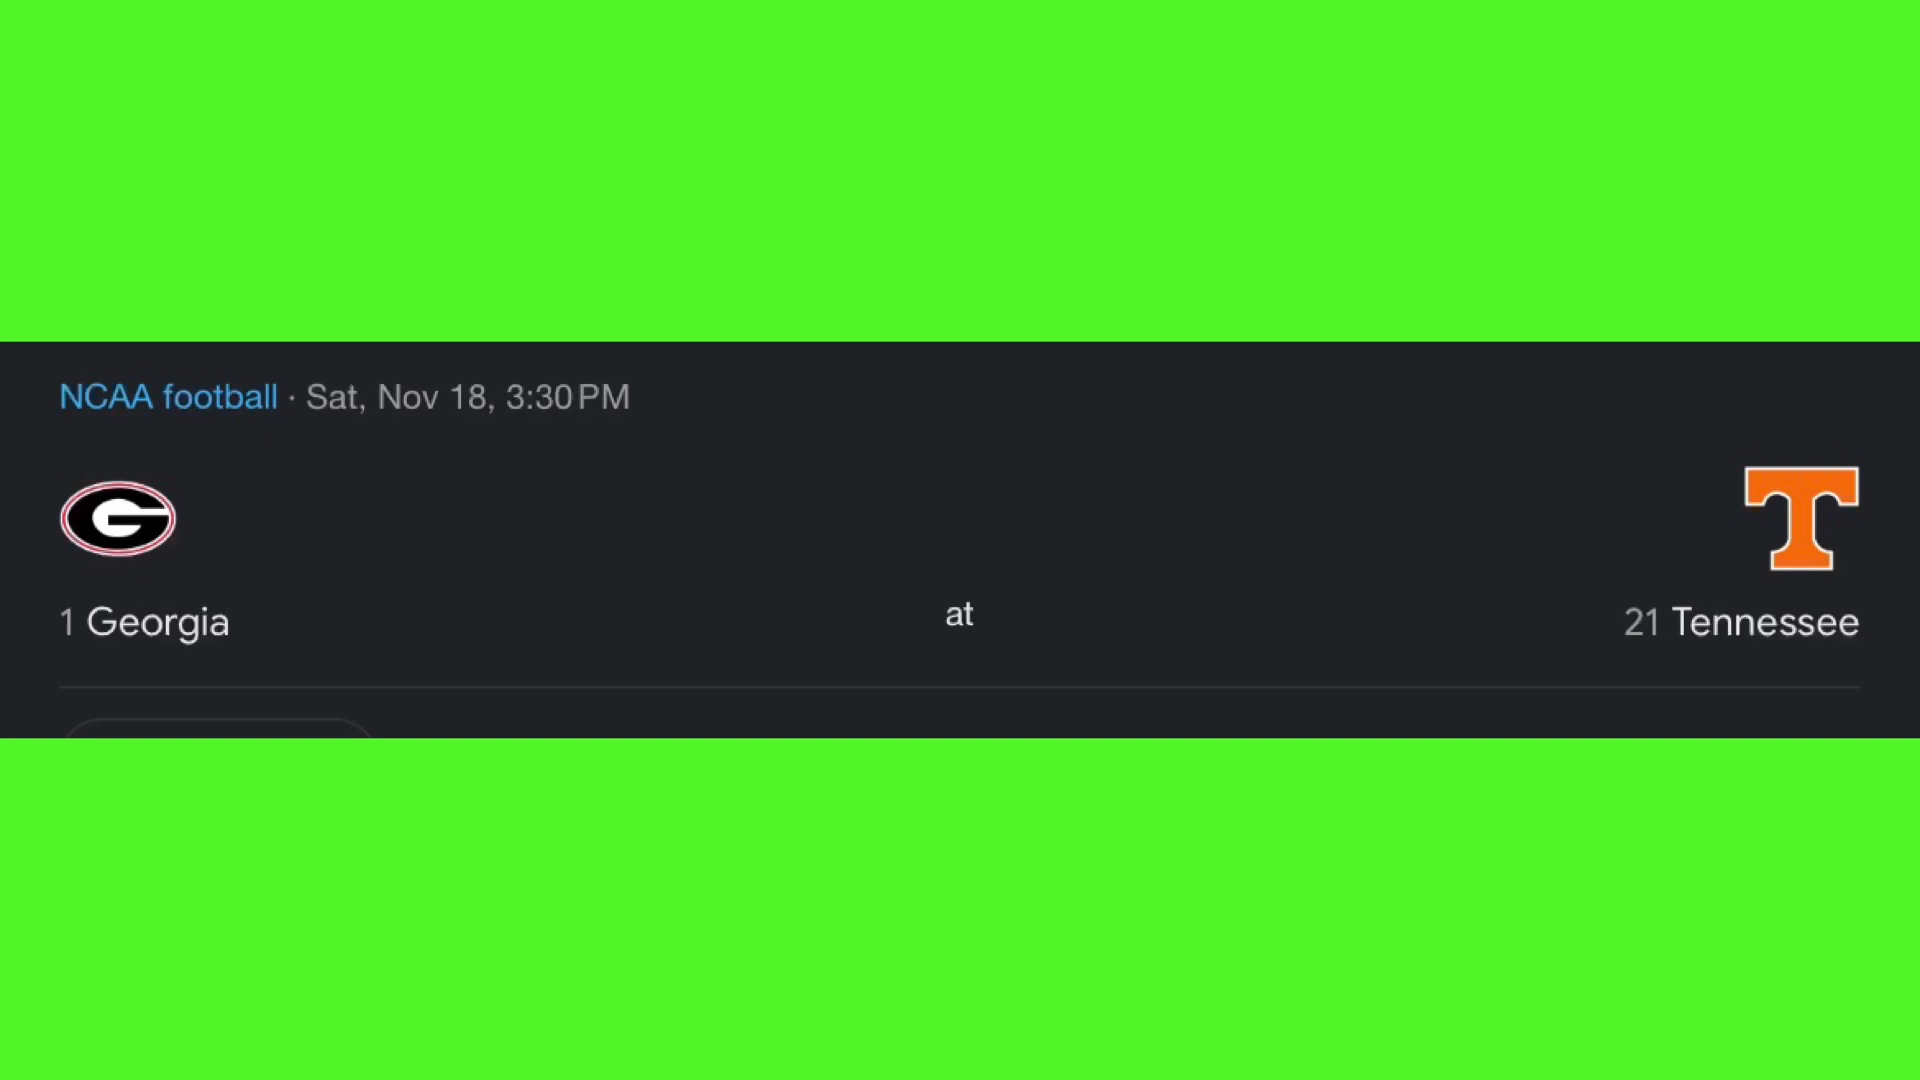 NCAA football · Sat, Nov 18, 3:30 PM
G T
1 Georgia at 21 Tennessee